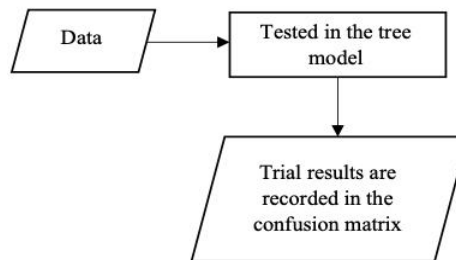 Data
Tested in the tree
model
Trial results are
recorded in the
confusion matrix